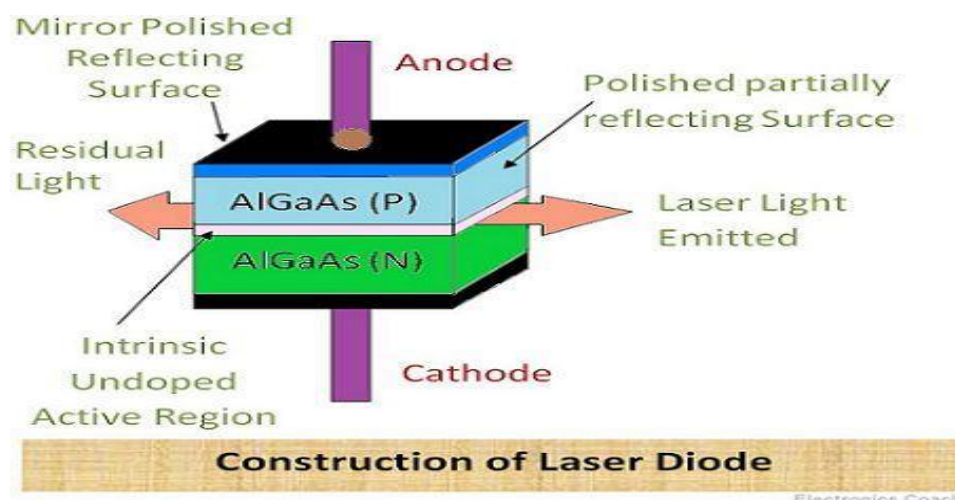 Mirror Polished
Reflecting
Surface
Anode
Polished partially
reflecting Surface
Residual
Light
AlGaAs (P)
Laser Light
Emitted
AlGaAs (N)
Intrinsic
Undoped
Active Region
Cathode
Construction of Laser Diode